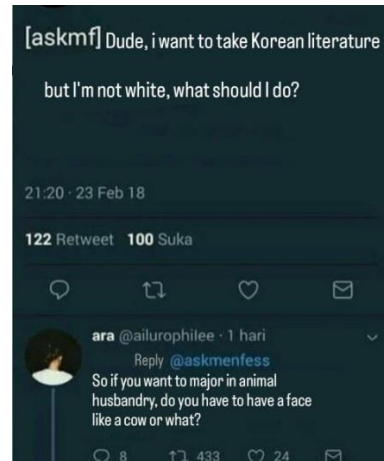 [askmf] Dude, i want to take Korean literature
but I'm not white, what should I do?
21:20 · 23 Feb 18
122 Retweet 100 Suka
ara @ailurophilee · 1 hari
Reply @askmenfess
So if you want to major in animal
husbandry, do you have to have a face
like a cow or what?
8 433 24